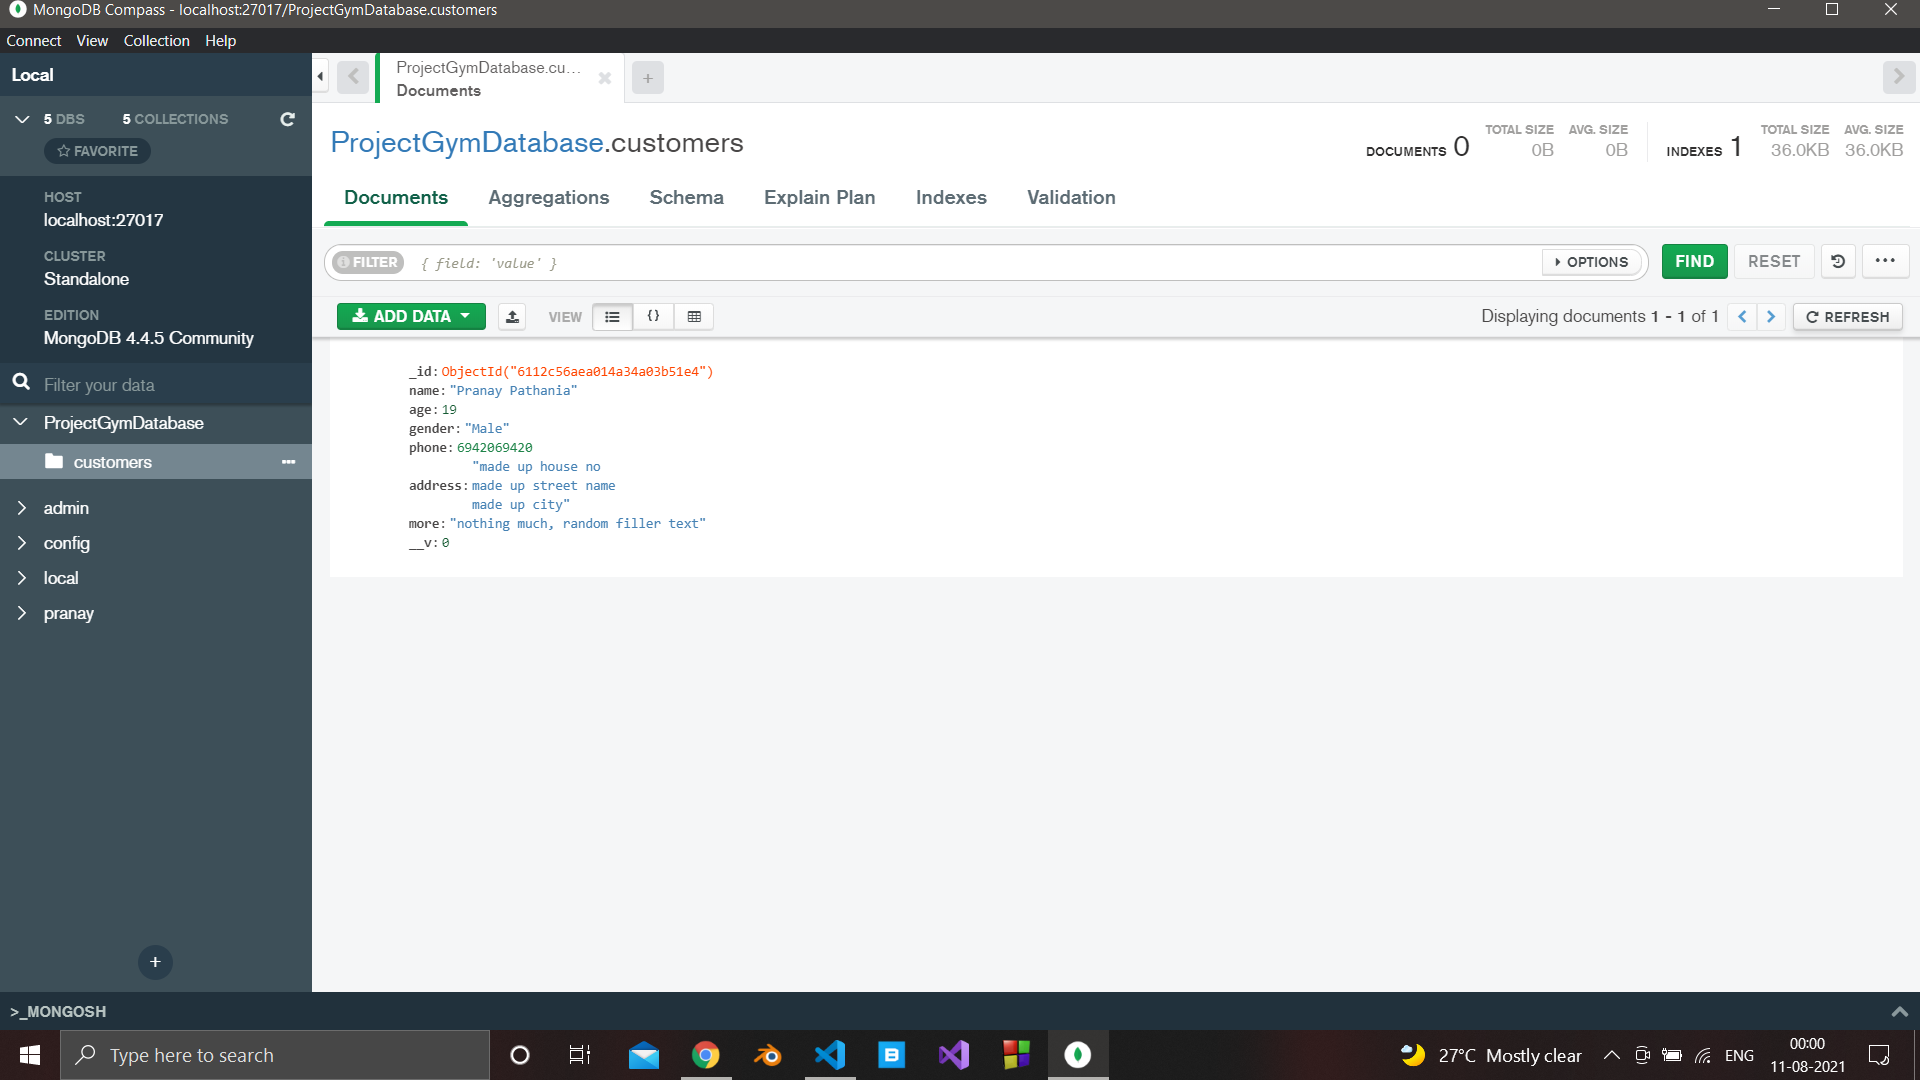 MongoDB Compass - localhost:27017/ProjectGymDatabase.customers
Connect View Collection Help
Local
5 DBS 5 COLLECTIONS
FAVORITE
HOST
localhost:27017
CLUSTER
Standalone
EDITION
MongoDB 4.4.5 Community
Filter your data
ProjectGymDatabase
customers
admin
config
local
pranay
>_MONGOSH
ProjectGymDatabase.cu...
Documents
ProjectGymDatabase.customers
DOCUMENTS 0 TOTAL SIZE 0B AVG. SIZE 0B INDEXES 1 TOTAL SIZE 36.0KB AVG. SIZE 36.0KB
Documents Aggregations Schema Explain Plan Indexes Validation
FILTER { field: 'value' } OPTIONS FIND RESET
ADD DATA VIEW {} Displaying documents 1 - 1 of 1 REFRESH
_id: ObjectId("6112c56aea014a34a03b51e4")
name: "Pranay Pathania"
age: 19
gender: "Male"
phone: 6942069420
"made up house no
address: made up street name
made up city"
more: "nothing much, random filler text"
__v: 0
Type here to search
27°C Mostly clear ENG
00:00
11-08-2021